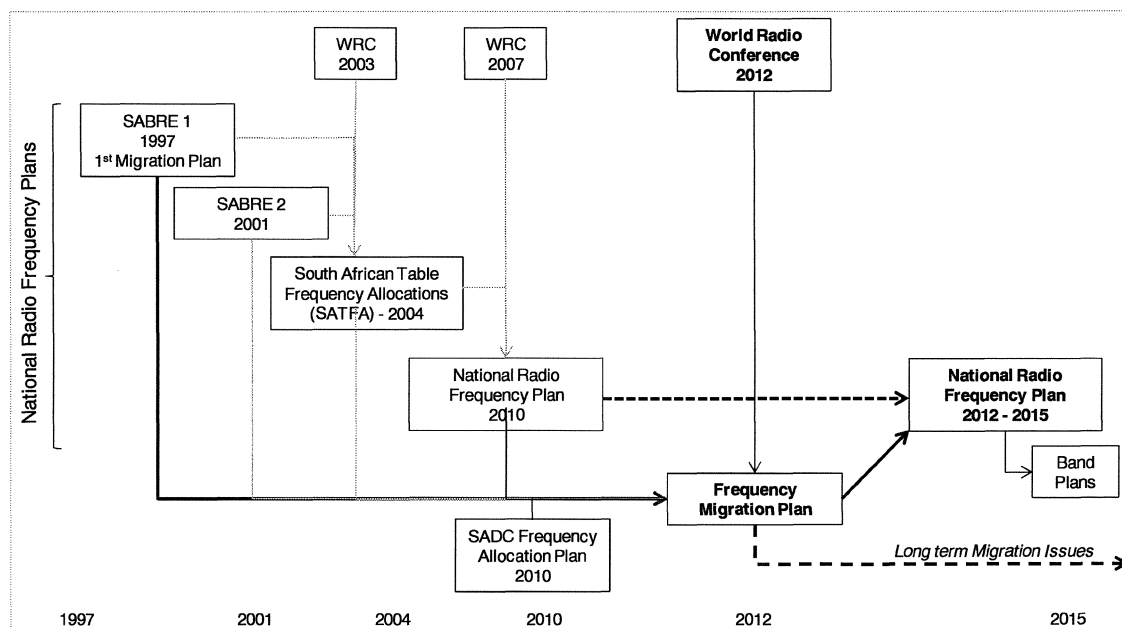 WRC
2003
WRC
2007
World Radio
Conference
2012
National Radio Frequency Plans
SABRE 1
1997
1st Migration Plan
SABRE 2
2001
South African Table
Frequency Allocations
(SATFA) - 2004
National Radio
Frequency Plan
2010
National Radio
Frequency Plan
2012 - 2015
Band
Plans
Frequency
Migration Plan
SADC Frequency
Allocation Plan
2010
Long term Migration Issues
1997
2001
2004
2010
2012
2015